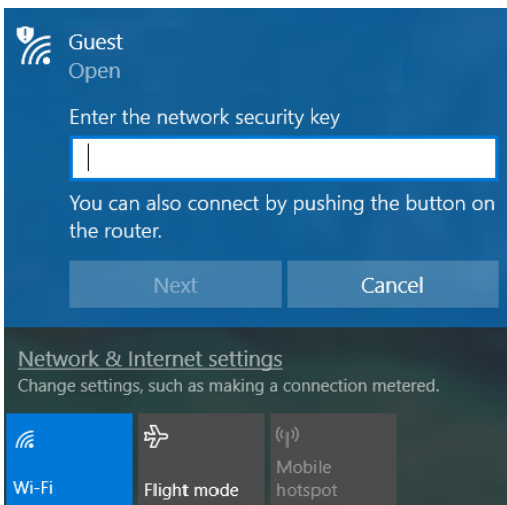 Guest
Open
Enter the network security key
You can also connect by pushing the button on
the router.
Next
Cancel
Network & Internet settings
Change settings, such as making a connection metered.
Wi-Fi
Flight mode
Mobile
hotspot